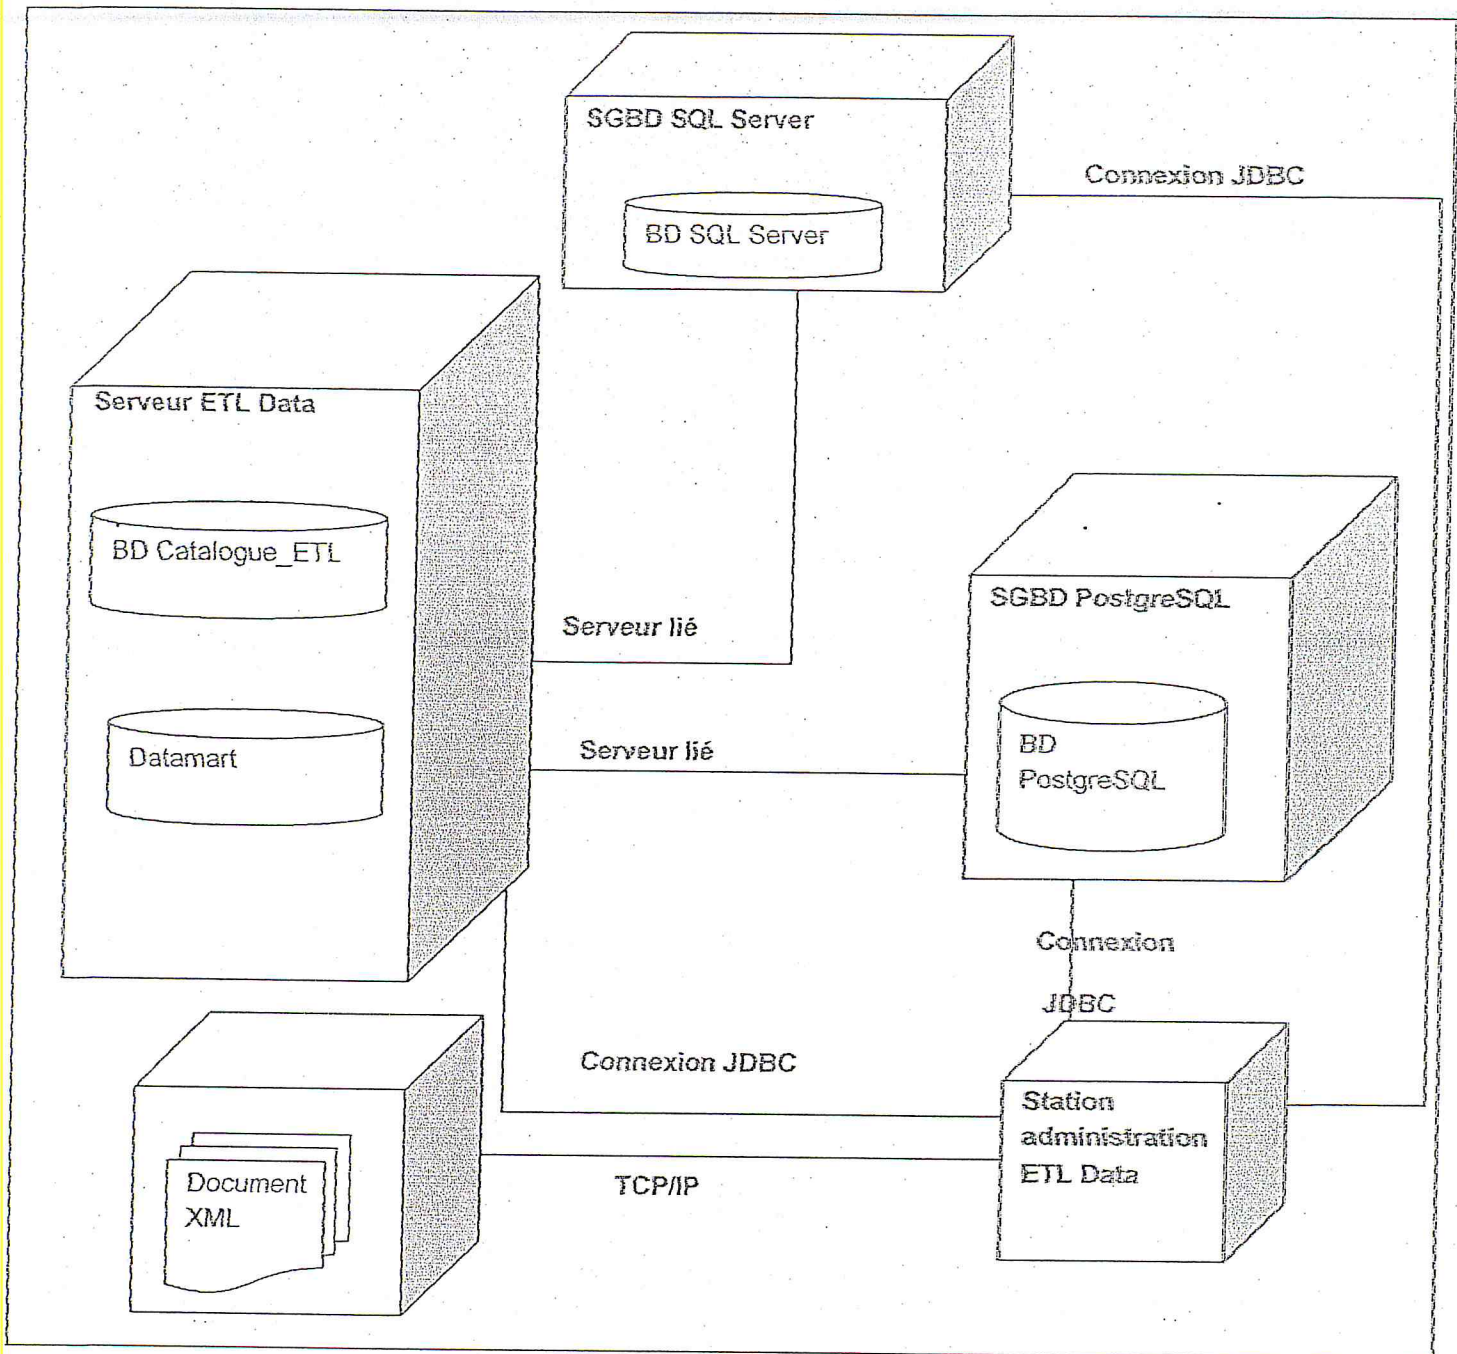 SGBD SQL Server
Connexion JDBC
BD SQL Server
Serveur ETL Data
BD Catalogue_ETL
SGBD PostgreSQL
Serveur lié
Serveur lié
Datamart
BD
PostgreSQL
Connexion
JDBC
Connexion JDBC
Station
administration
ETL Data
TCP/IP
Document
XML